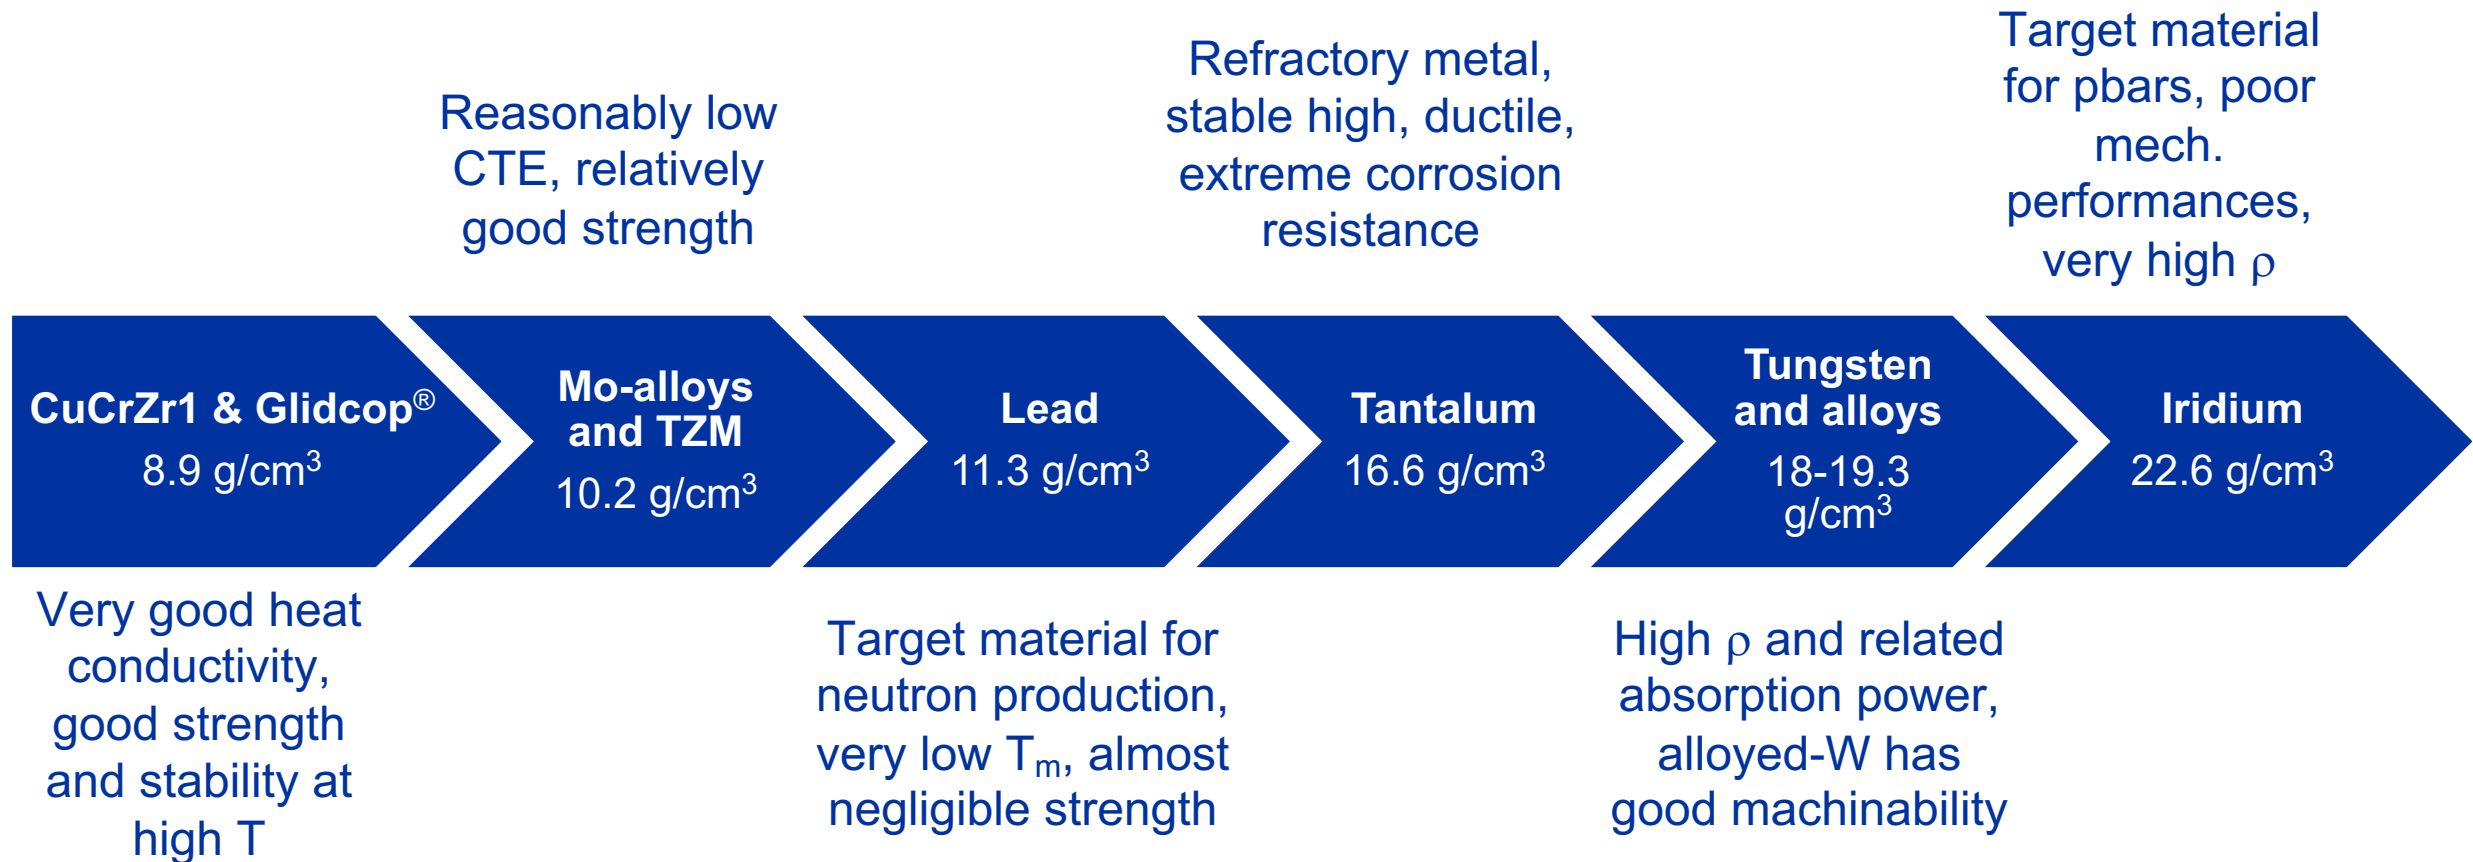 Reasonably low
CTE, relatively
good strength
Refractory metal,
stable high, ductile,
extreme corrosion
resistance
Target material
for pbars, poor
mech.
performances,
very high ρ
CuCrZr1 & Glidcop®
8.9 g/cm³
Mo-alloys
and TZM
10.2 g/cm³
Lead
11.3 g/cm³
Tantalum
16.6 g/cm³
Tungsten
and alloys
18-19.3
g/cm³
Iridium
22.6 g/cm³
Very good heat
conductivity,
good strength
and stability at
high T
Target material for
neutron production,
very low Tₘ, almost
negligible strength
High ρ and related
absorption power,
alloyed-W has
good machinability